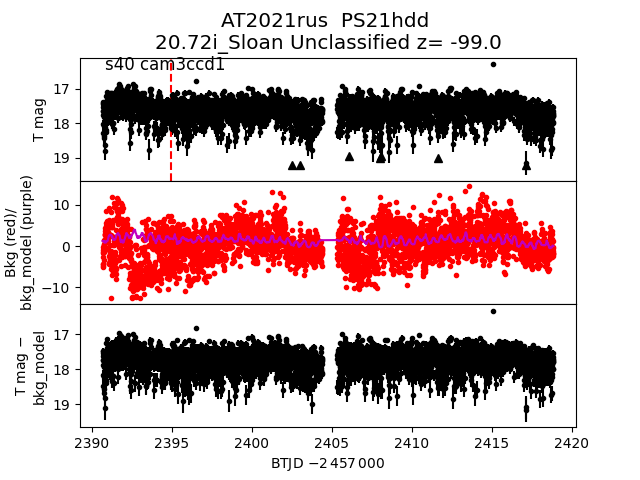 AT2021rus  PS21hdd
20.72i_Sloan Unclassified z= -99.0
s40 cam3ccd1
17
18
19
T mag
10
0
−10
Bkg (red)/
bkg_model (purple)
17
18
19
T mag −
bkg_model
2390
2395
2400
2405
2410
2415
2420
BTJD −2 457 000